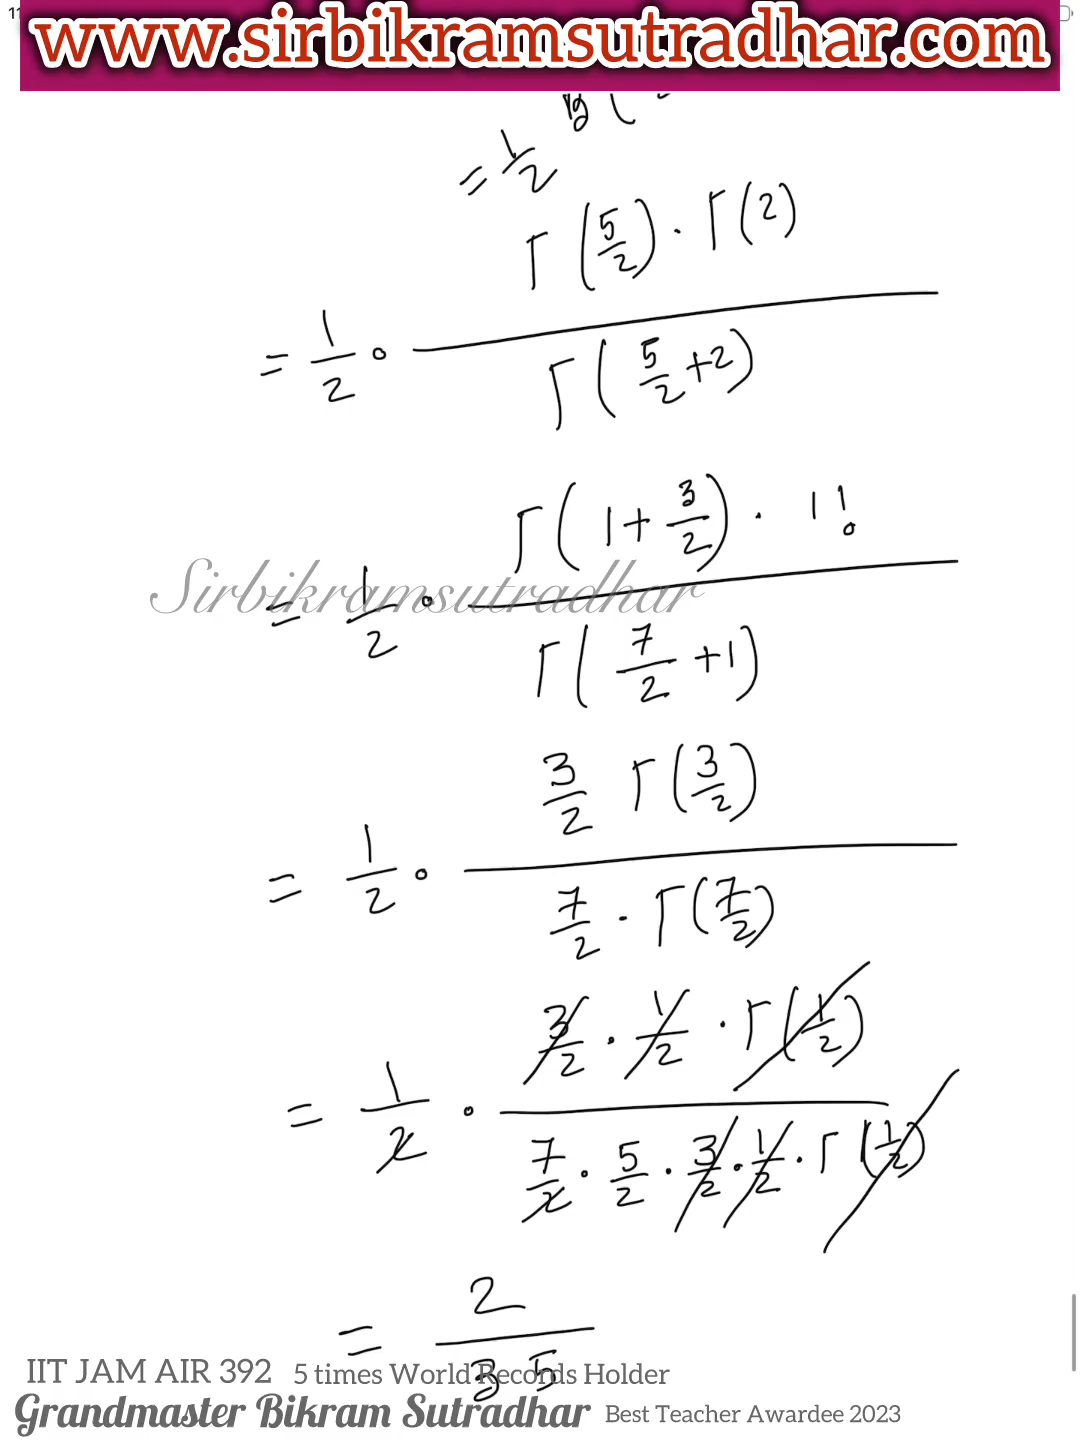 11
www.sirbikramsutradhar.com
= 1/2 B(
= 1/2 · Γ(5/2) · Γ(2) / Γ(5/2 + 2)
= 1/2 · Γ(1 + 3/2) · 1! / Γ(7/2 + 1)
Sirbikramsutradhar
= 1/2 · 3/2 Γ(3/2) / 7/2 · Γ(7/2)
= 1/2 · 3/2 · 1/2 · Γ(1/2) / 7/2 · 5/2 · 3/2 · 1/2 · Γ(1/2)
= 2/35
IIT JAM AIR 392 5 times World Records Holder
Grandmaster Bikram Sutradhar Best Teacher Awardee 2023